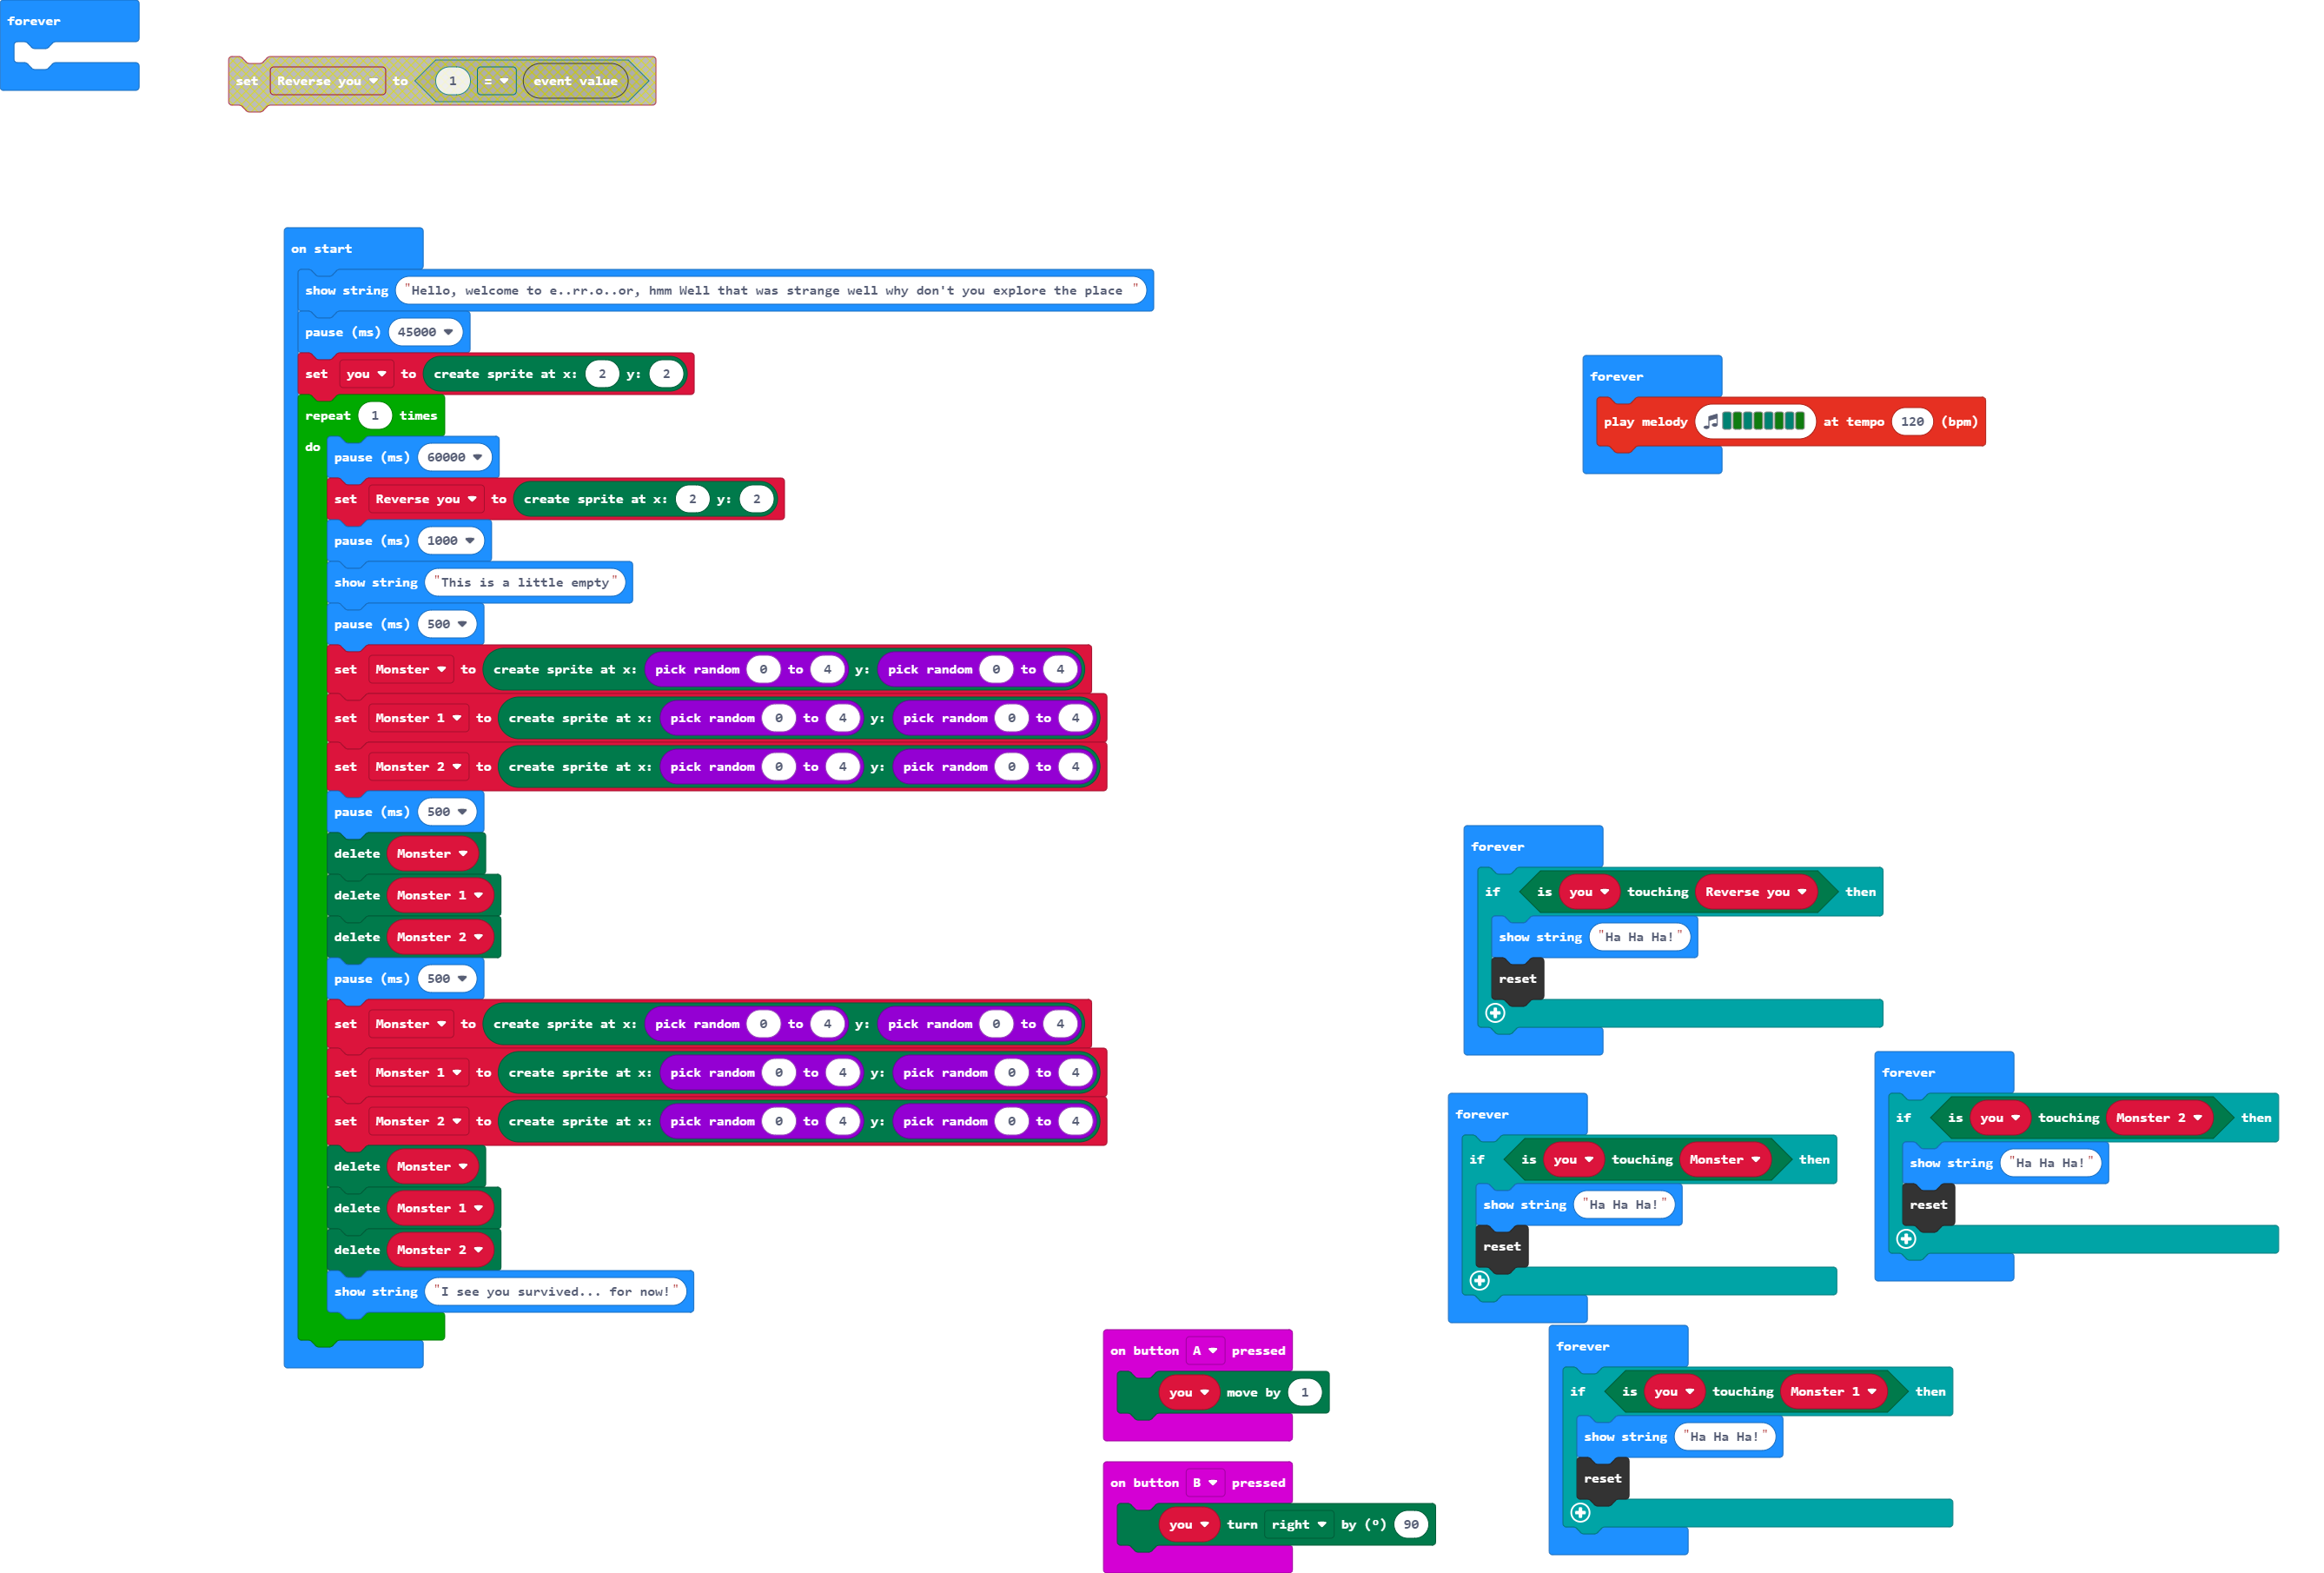 forever
set Reverse you to 1 = event value
on start
show string "Hello, welcome to e..rr.o..or, hmm Well that was strange well why don't you explore the place "
pause (ms) 45000
set you to create sprite at x: 2 y: 2
repeat 1 times
do pause (ms) 60000
set Reverse you to create sprite at x: 2 y: 2
pause (ms) 1000
show string "This is a little empty"
pause (ms) 500
set Monster to create sprite at x: pick random 0 to 4 y: pick random 0 to 4
set Monster 1 to create sprite at x: pick random 0 to 4 y: pick random 0 to 4
set Monster 2 to create sprite at x: pick random 0 to 4 y: pick random 0 to 4
pause (ms) 500
delete Monster
delete Monster 1
delete Monster 2
pause (ms) 500
set Monster to create sprite at x: pick random 0 to 4 y: pick random 0 to 4
set Monster 1 to create sprite at x: pick random 0 to 4 y: pick random 0 to 4
set Monster 2 to create sprite at x: pick random 0 to 4 y: pick random 0 to 4
delete Monster
delete Monster 1
delete Monster 2
show string "I see you survived... for now!"
forever
play melody at tempo 120 (bpm)
forever
if is you touching Reverse you then
show string "Ha Ha Ha!"
reset
forever
if is you touching Monster 2 then
show string "Ha Ha Ha!"
reset
forever
if is you touching Monster then
show string "Ha Ha Ha!"
reset
forever
if is you touching Monster 1 then
show string "Ha Ha Ha!"
reset
on button A pressed
you move by 1
on button B pressed
you turn right by (°) 90